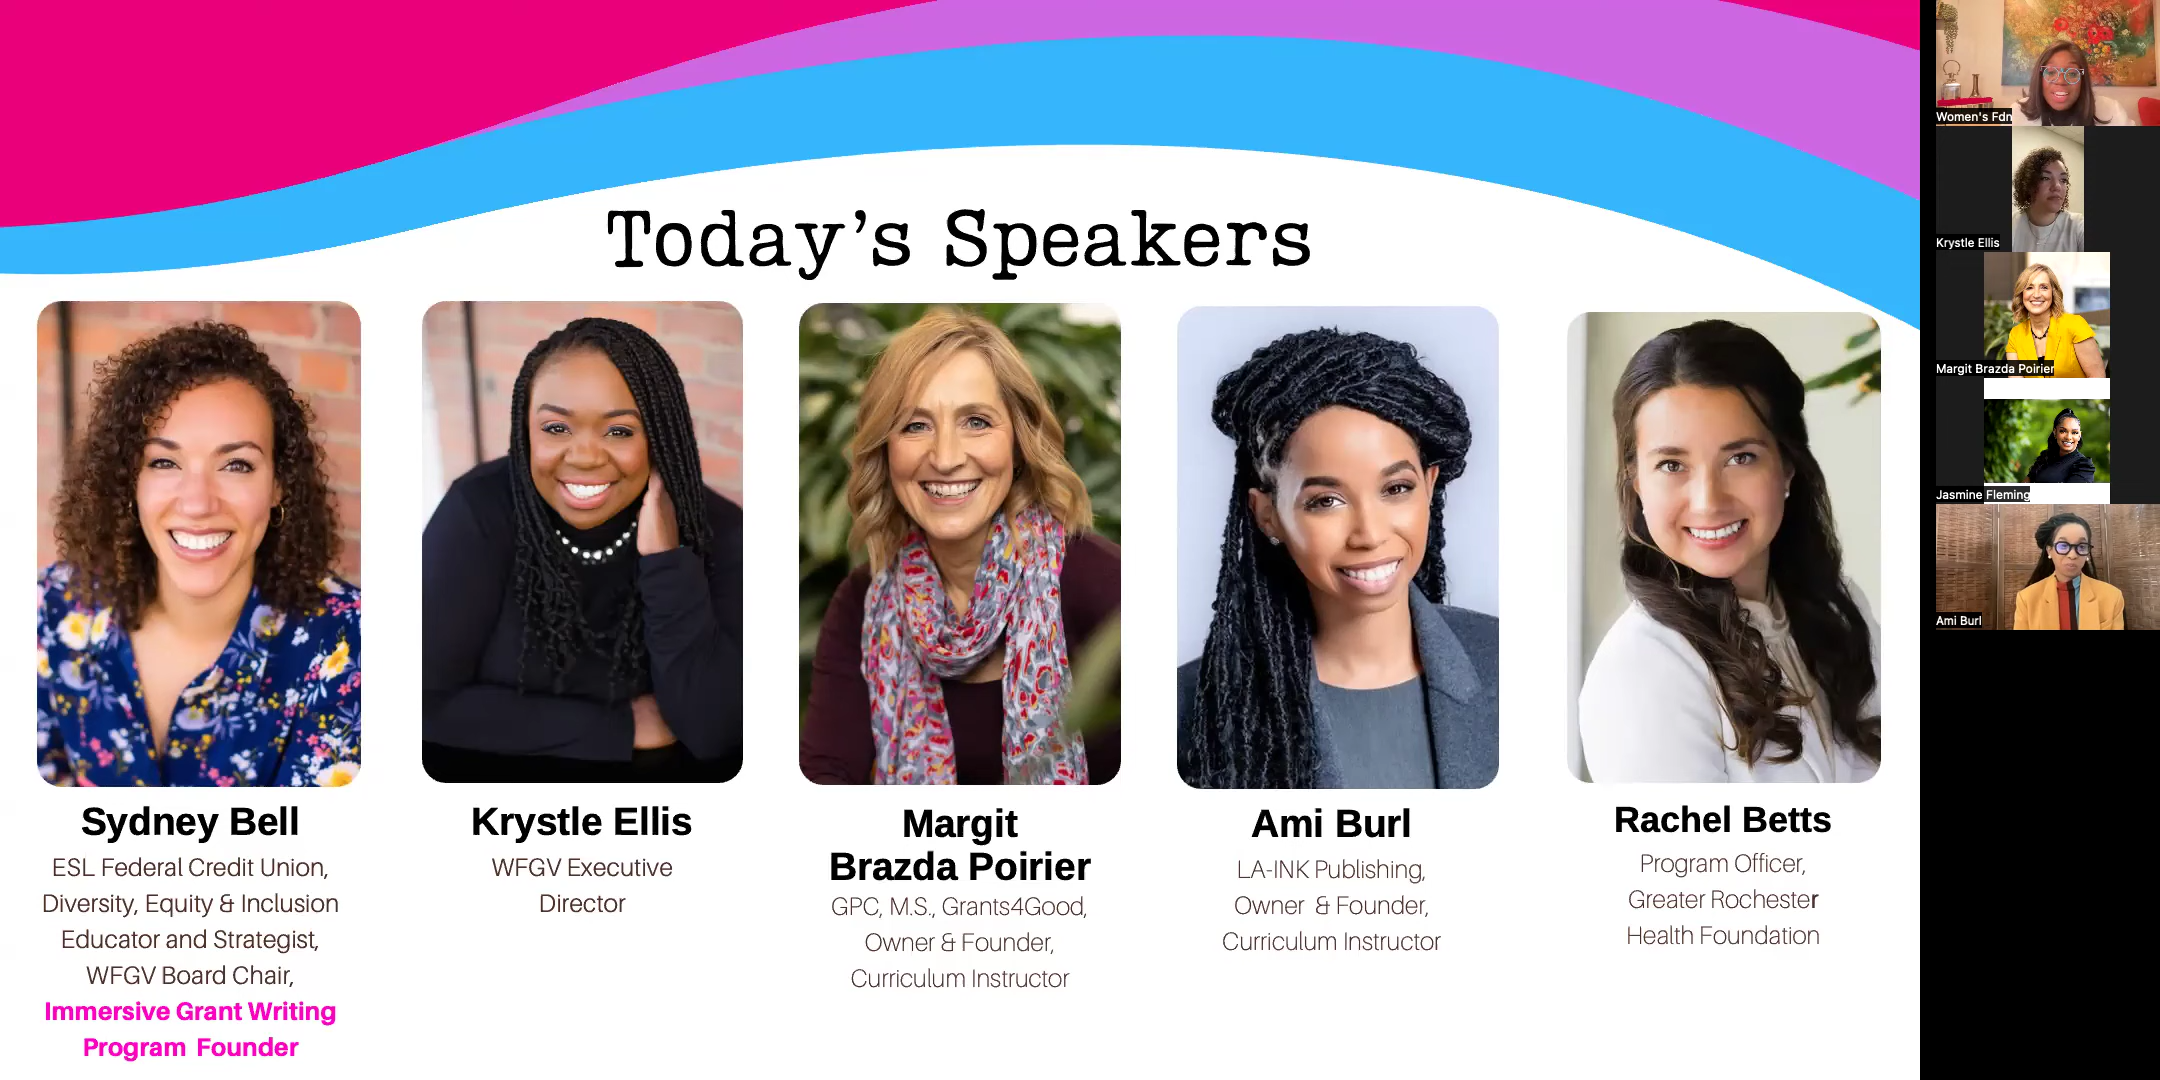 Today's Speakers
Sydney Bell
ESL Federal Credit Union,
Diversity, Equity & Inclusion
Educator and Strategist,
WFGV Board Chair,
Immersive Grant Writing
Program Founder
Krystle Ellis
WFGV Executive
Director
Margit
Brazda Poirier
GPC, M.S., Grants4Good,
Owner & Founder,
Curriculum Instructor
Ami Burl
LA-INK Publishing,
Owner & Founder,
Curriculum Instructor
Rachel Betts
Program Officer,
Greater Rochester
Health Foundation
Women's Fdn
Krystle Ellis
Margit Brazda Poirier
Jasmine Fleming
Ami Burl